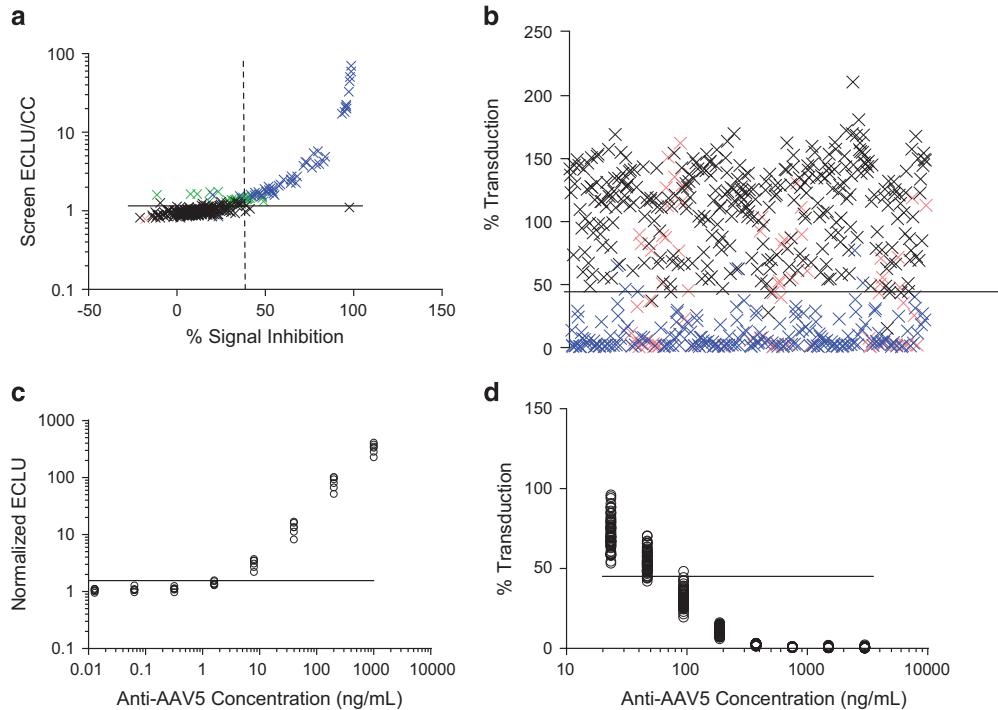 a
100
10
1
0.1
Screen ECLU/CC
-50 0 50 100 150
% Signal Inhibition
b
250
200
150
100
50
0
% Transduction
c
1000
100
10
1
0.1
Normalized ECLU
0.01 0.1 1 10 100 1000 10000
Anti-AAV5 Concentration (ng/mL)
d
150
100
50
0
% Transduction
10 100 1000 10000
Anti-AAV5 Concentration (ng/mL)